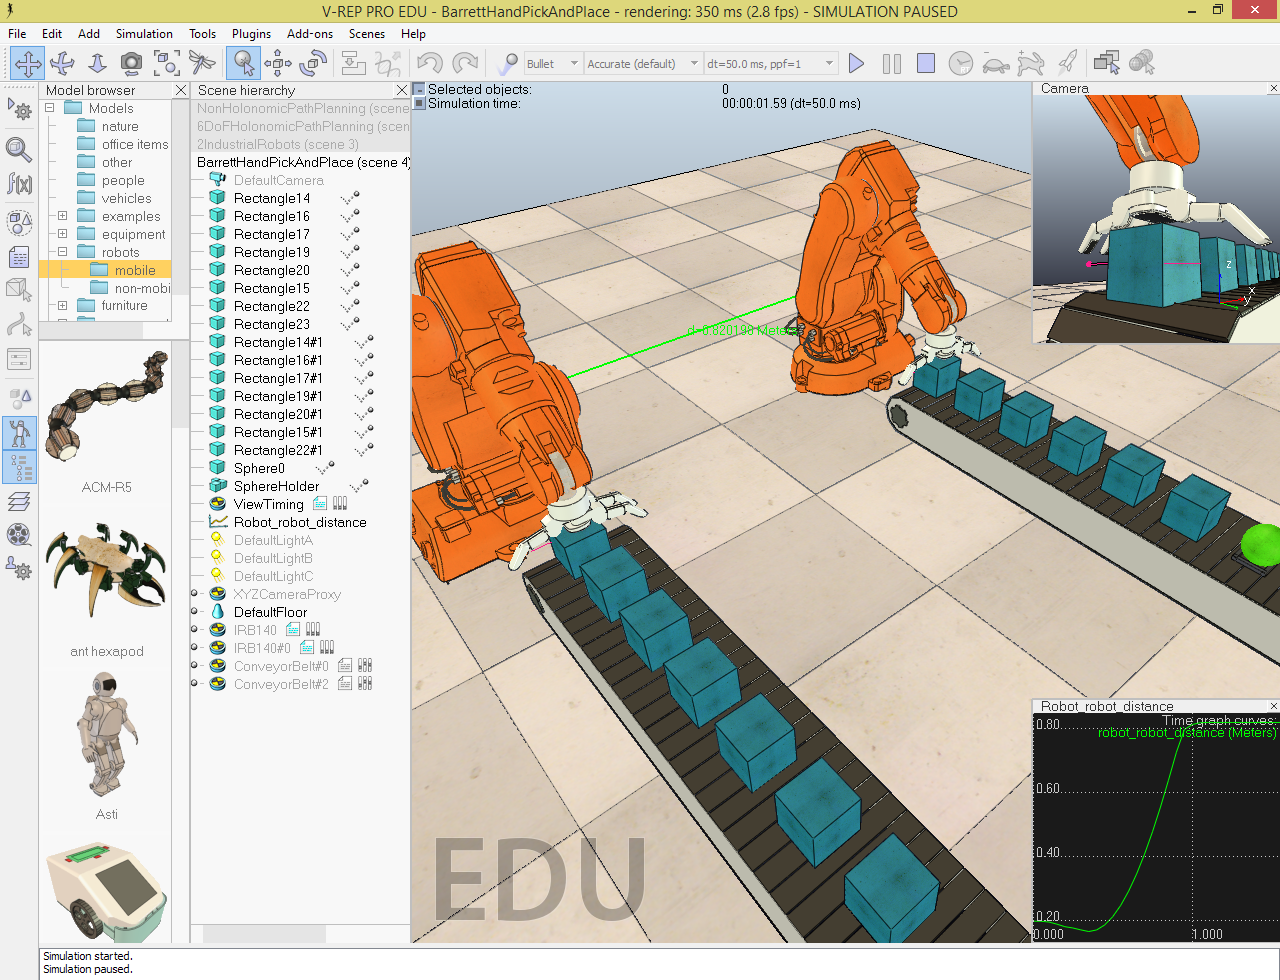 V-REP PRO EDU - BarrettHandPickAndPlace - rendering: 350 ms (2.8 fps) - SIMULATION PAUSED
File Edit Add Simulation Tools Plugins Add-ons Scenes Help
Bullet Accurate (default) dt=50.0 ms, ppf=1
Model browser
Models
nature
office items
other
people
vehicles
examples
equipment
robots
mobile
non-mobi
furniture
ACM-R5
ant hexapod
Asti
Scene hierarchy
NonHolonomicPathPlanning (scene
6DoFHolonomicPathPlanning (scen
2IndustrialRobots (scene 3)
BarrettHandPickAndPlace (scene 4)
DefaultCamera
Rectangle14
Rectangle16
Rectangle17
Rectangle19
Rectangle20
Rectangle15
Rectangle22
Rectangle23
Rectangle14#1
Rectangle16#1
Rectangle17#1
Rectangle19#1
Rectangle20#1
Rectangle15#1
Rectangle22#1
Sphere0
SphereHolder
ViewTiming
Robot_robot_distance
DefaultLightA
DefaultLightB
DefaultLightC
XYZCameraProxy
DefaultFloor
IRB140
IRB140#0
ConveyorBelt#0
ConveyorBelt#2
Selected objects: 0
Simulation time: 00:00:01.59 (dt=50.0 ms)
Camera
z
x
y
EDU
Robot_robot_distance
Time graph curves:
robot_robot_distance (Meters)
0.80
0.60
0.40
0.20
0.000 1.000
Simulation started.
Simulation paused.